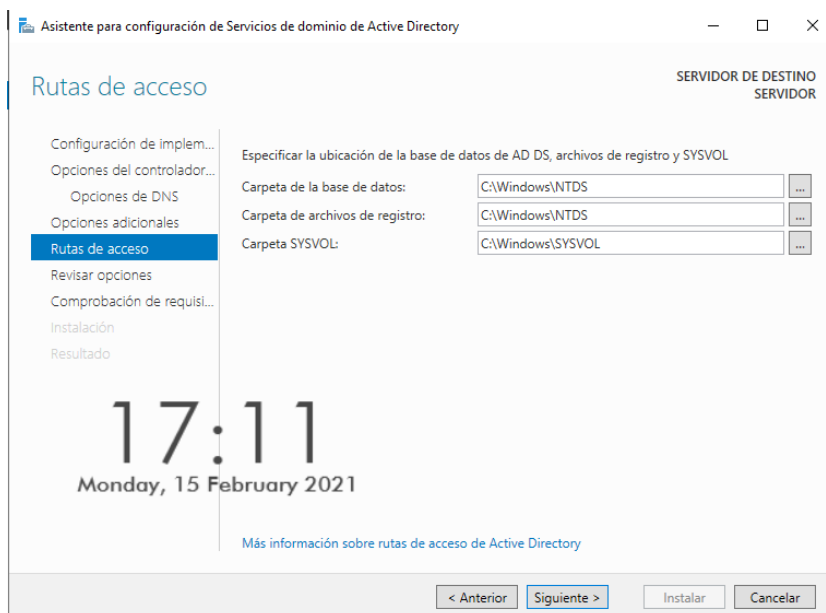 Asistente para configuración de Servicios de dominio de Active Directory
Rutas de acceso
SERVIDOR DE DESTINO
SERVIDOR
Configuración de implem...
Opciones del controlador...
Opciones de DNS
Opciones adicionales
Rutas de acceso
Revisar opciones
Comprobación de requisi...
Instalación
Resultado
Especificar la ubicación de la base de datos de AD DS, archivos de registro y SYSVOL
Carpeta de la base de datos: C:\Windows\NTDS ...
Carpeta de archivos de registro: C:\Windows\NTDS ...
Carpeta SYSVOL: C:\Windows\SYSVOL ...
17:11
Monday, 15 February 2021
Más información sobre rutas de acceso de Active Directory
< Anterior Siguiente > Instalar Cancelar